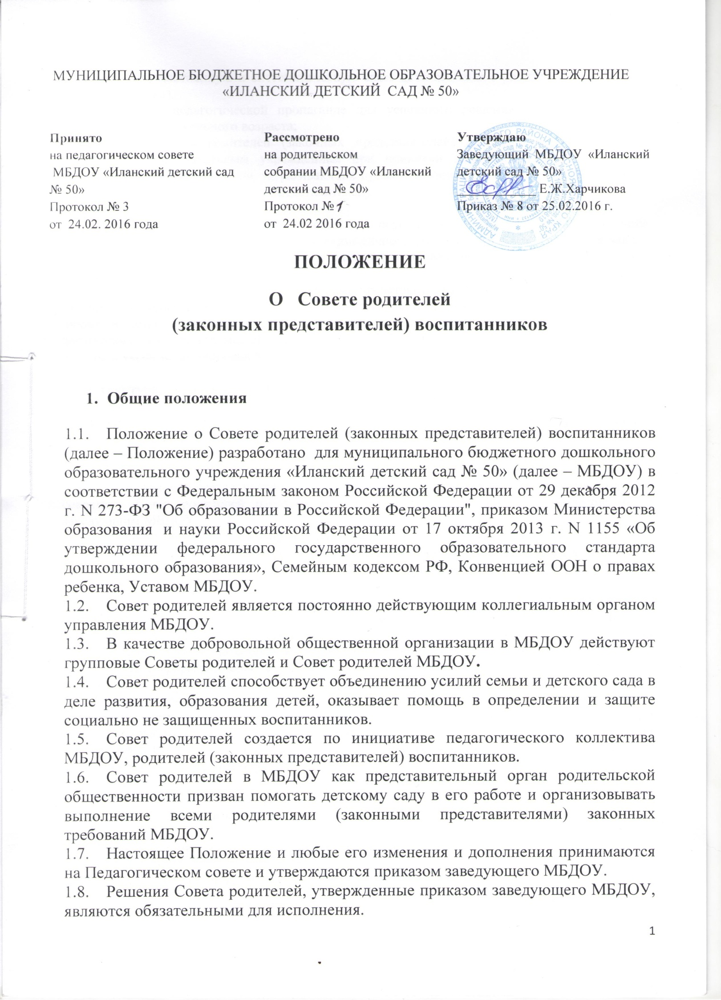 МУНИЦИПАЛЬНОЕ БЮДЖЕТНОЕ ДОШКОЛЬНОЕ ОБРАЗОВАТЕЛЬНОЕ УЧРЕЖДЕНИЕ
«ИЛАНСКИЙ ДЕТСКИЙ САД № 50»
Принято
на педагогическом совете
МБДОУ «Иланский детский сад
№ 50»
Протокол № 3
от 24.02. 2016 года
Рассмотрено
на родительском
собрании МБДОУ «Иланский
детский сад № 50»
Протокол № 1
от 24.02 2016 года
Утверждаю
Заведующий МБДОУ «Иланский
детский сад № 50»
____________ Е.Ж.Харчикова
Приказ № 8 от 25.02.2016 г.
ПОЛОЖЕНИЕ
О Совете родителей
(законных представителей) воспитанников
1. Общие положения
1.1. Положение о Совете родителей (законных представителей) воспитанников
(далее – Положение) разработано для муниципального бюджетного дошкольного
образовательного учреждения «Иланский детский сад № 50» (далее – МБДОУ) в
соответствии с Федеральным законом Российской Федерации от 29 декабря 2012
г. N 273-ФЗ "Об образовании в Российской Федерации", приказом Министерства
образования и науки Российской Федерации от 17 октября 2013 г. N 1155 «Об
утверждении федерального государственного образовательного стандарта
дошкольного образования», Семейным кодексом РФ, Конвенцией ООН о правах
ребенка, Уставом МБДОУ.
1.2. Совет родителей является постоянно действующим коллегиальным органом
управления МБДОУ.
1.3. В качестве добровольной общественной организации в МБДОУ действуют
групповые Советы родителей и Совет родителей МБДОУ.
1.4. Совет родителей способствует объединению усилий семьи и детского сада в
деле развития, образования детей, оказывает помощь в определении и защите
социально не защищенных воспитанников.
1.5. Совет родителей создается по инициативе педагогического коллектива
МБДОУ, родителей (законных представителей) воспитанников.
1.6. Совет родителей в МБДОУ как представительный орган родительской
общественности призван помогать детскому саду в его работе и организовывать
выполнение всеми родителями (законными представителями) законных
требований МБДОУ.
1.7. Настоящее Положение и любые его изменения и дополнения принимаются
на Педагогическом совете и утверждаются приказом заведующего МБДОУ.
1.8. Решения Совета родителей, утвержденные приказом заведующего МБДОУ,
являются обязательными для исполнения.
1